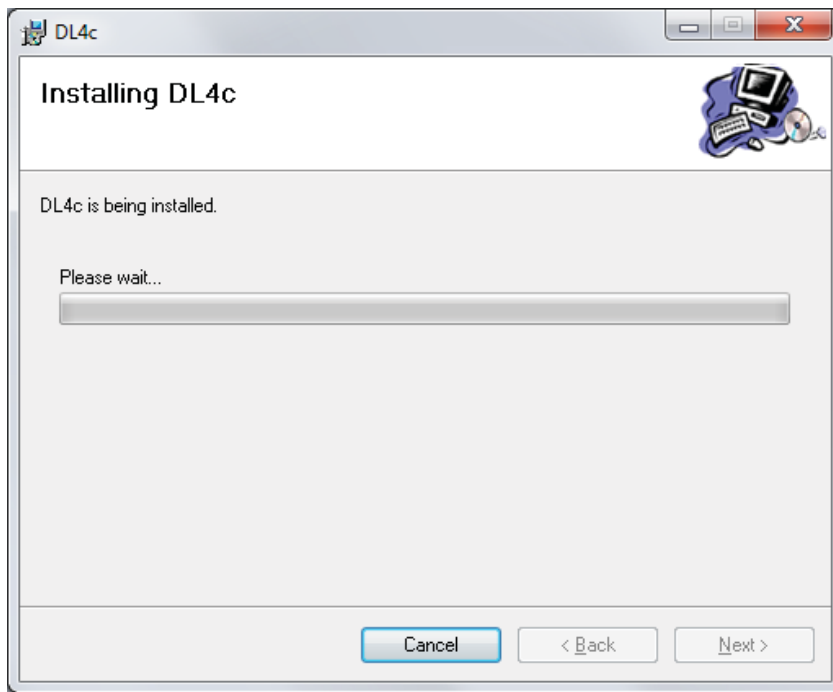 DL4c
Installing DL4c
DL4c is being installed.
Please wait...
Cancel
< Back
Next >